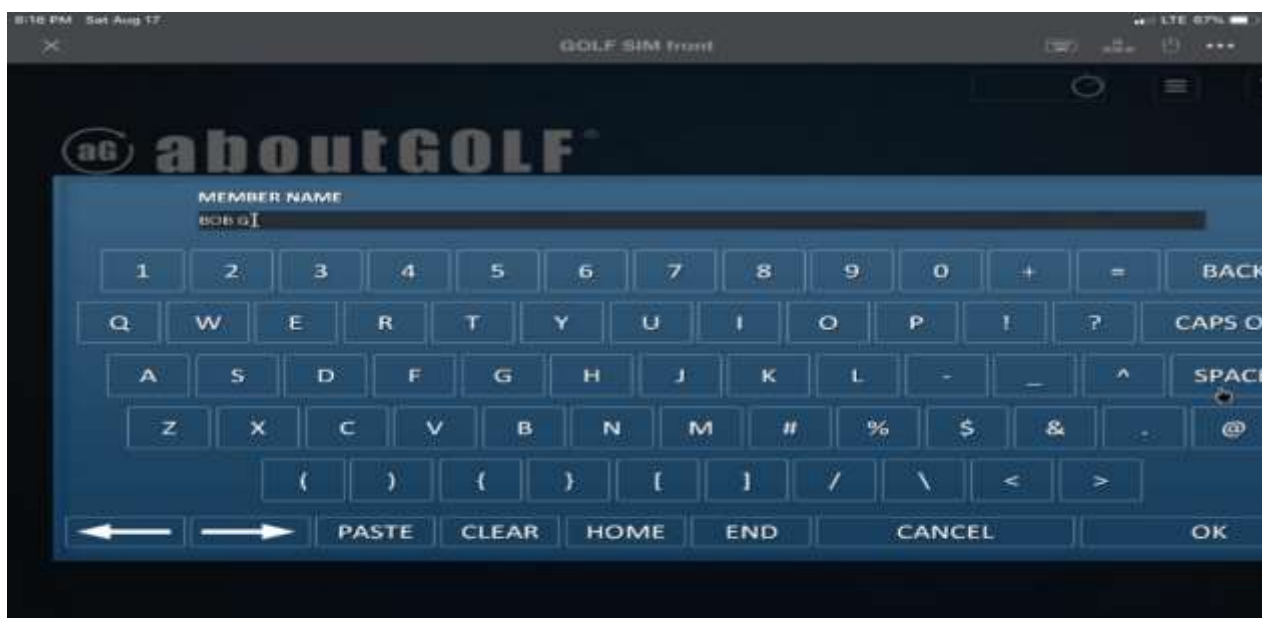 8:16 PM Sat Aug 17 LTE 67%
GOLF SIM front
aG aboutGOLF
MEMBER NAME
BOB G
1 2 3 4 5 6 7 8 9 0 + = BACK
Q W E R T Y U I O P ! ? CAPS O
A S D F G H J K L - _ ^ SPACE
Z X C V B N M # % $ & . @
( ) { } [ ] / \ < >
PASTE CLEAR HOME END CANCEL OK